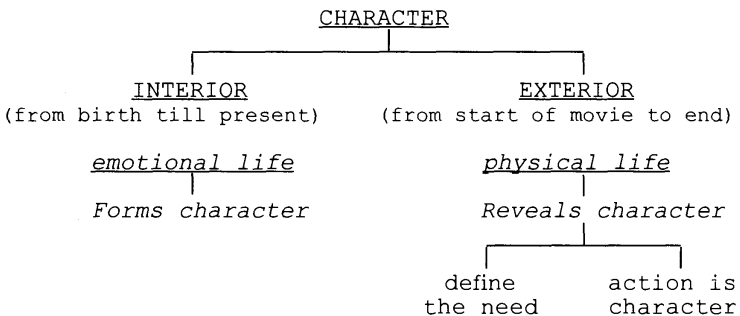 CHARACTER
INTERIOR
(from birth till present)
emotional life
Forms character
EXTERIOR
(from start of movie to end)
physical life
Reveals character
define
the need
action is
character